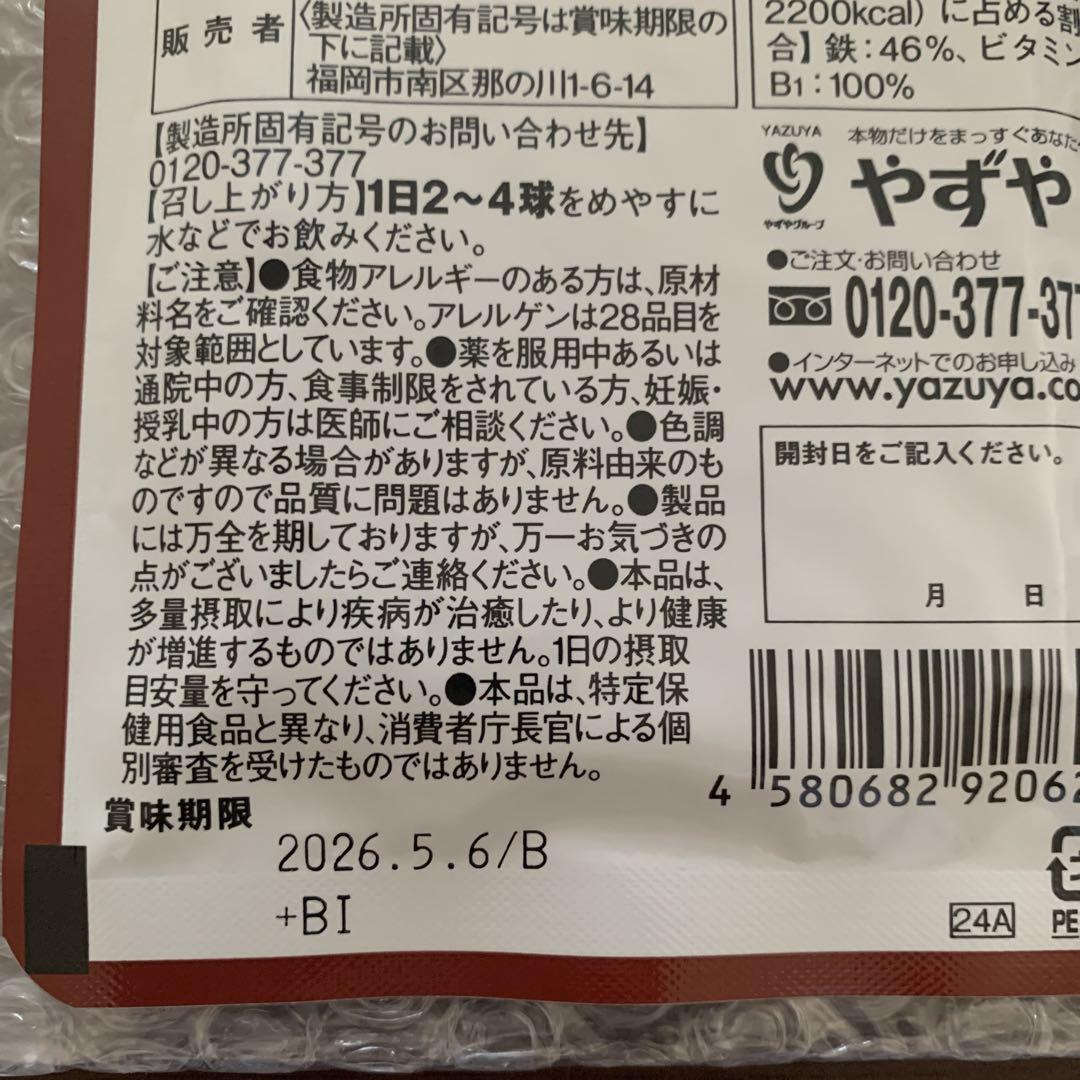 販売者
〈製造所固有記号は賞味期限の
下に記載〉
福岡市南区那の川1-6-14
2200kcal)に占める割
合】鉄：46％、ビタミン
B1：100％
【製造所固有記号のお問い合わせ先】
0120-377-377
【召し上がり方】1日2～4球をめやすに
水などでお飲みください。
【ご注意】●食物アレルギーのある方は、原材
料名をご確認ください。アレルゲンは28品目を
対象範囲としています。●薬を服用中あるいは
通院中の方、食事制限をされている方、妊娠・
授乳中の方は医師にご相談ください。●色調
などが異なる場合がありますが、原料由来のも
のですので品質に問題はありません。●製品
には万全を期しておりますが、万一お気づきの
点がございましたらご連絡ください。●本品は、
多量摂取により疾病が治癒したり、より健康
が増進するものではありません。1日の摂取
目安量を守ってください。●本品は、特定保
健用食品と異なり、消費者庁長官による個
別審査を受けたものではありません。
賞味期限
2026.5.6/B
+BI
YAZUYA
やずやグループ
本物だけをまっすぐあなた
やずや
●ご注文・お問い合わせ
0120-377-37
●インターネットでのお申し込み
www.yazuya.co
開封日をご記入ください。
月 日
4 580682 92062
24A
PE